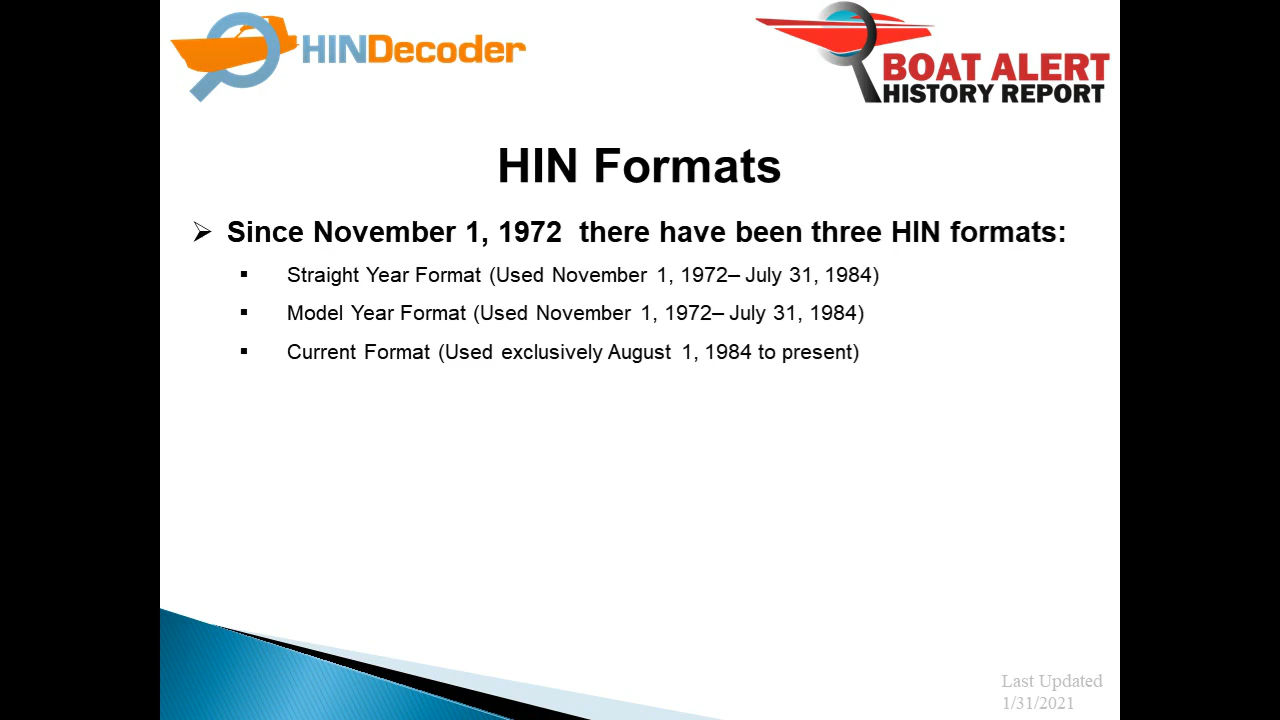 HINDecoder
BOAT ALERT
HISTORY REPORT
HIN Formats
Since November 1, 1972  there have been three HIN formats:
Straight Year Format (Used November 1, 1972– July 31, 1984)
Model Year Format (Used November 1, 1972– July 31, 1984)
Current Format (Used exclusively August 1, 1984 to present)
Last Updated
1/31/2021